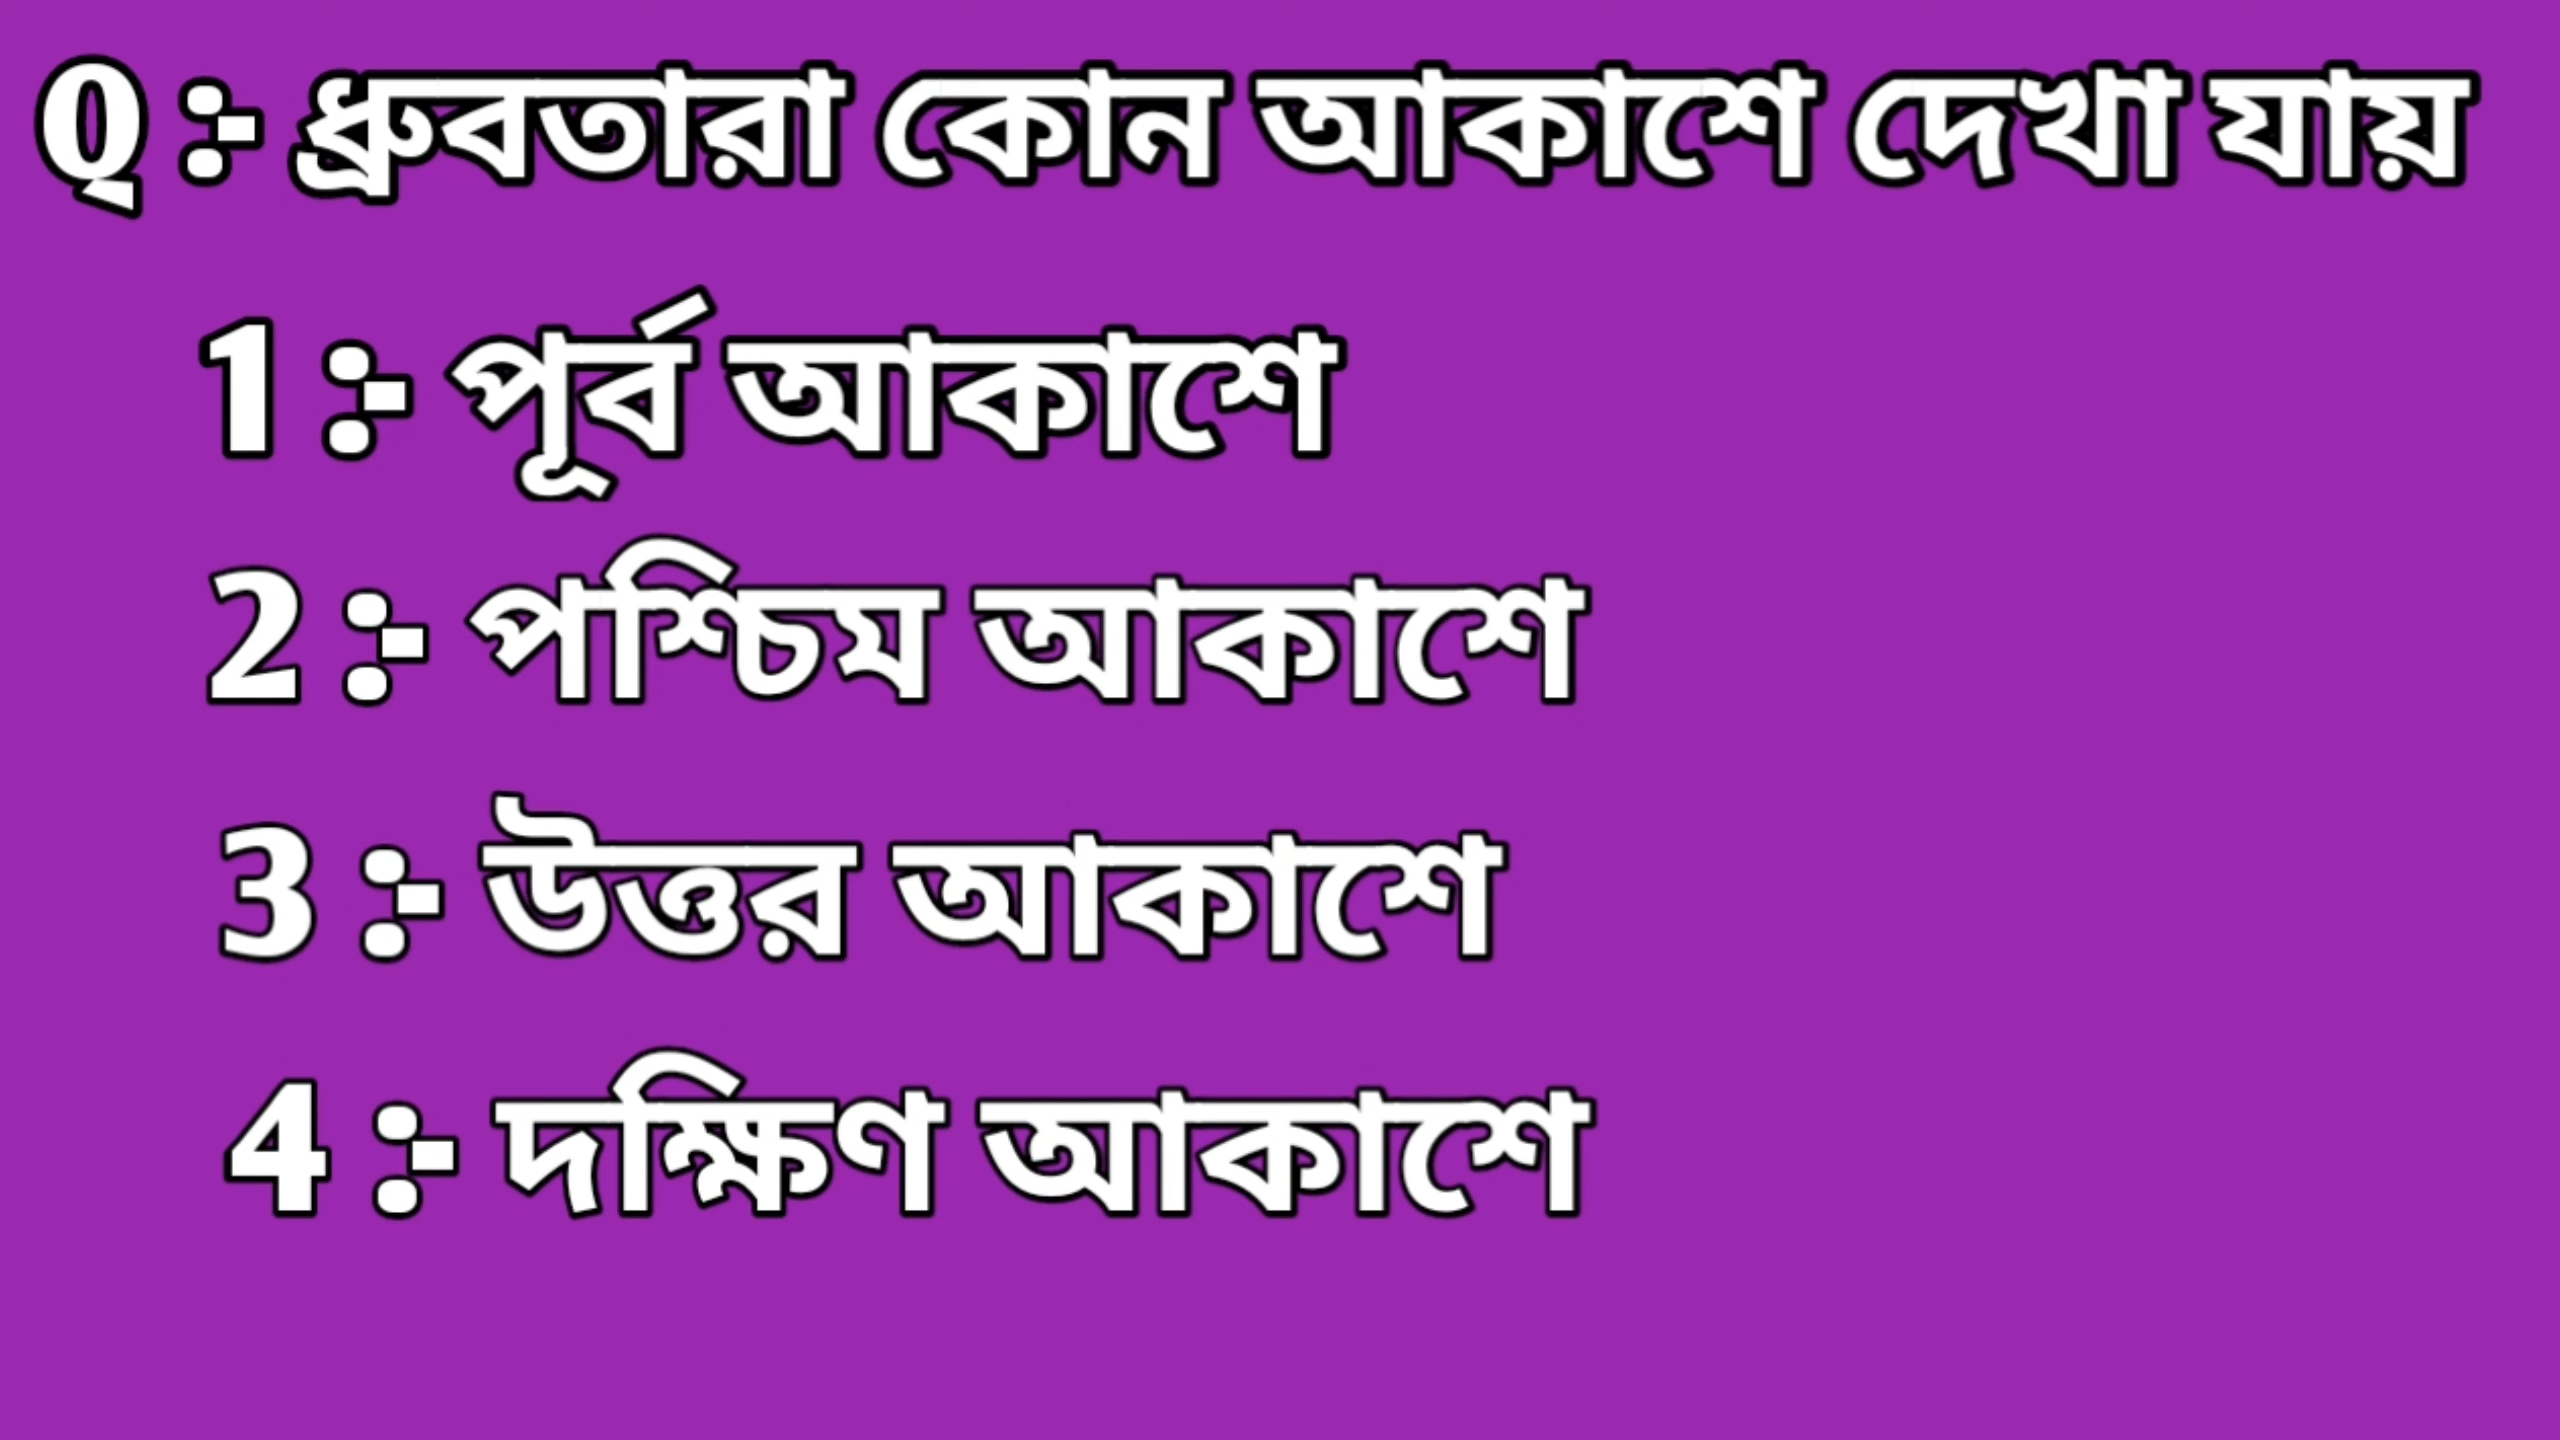 Q :- ধ্রুবতারা কোন আকাশে দেখা যায়
1 :- পূর্ব আকাশে
2 :- পশ্চিম আকাশে
3 :- উত্তর আকাশে
4 :- দক্ষিণ আকাশে